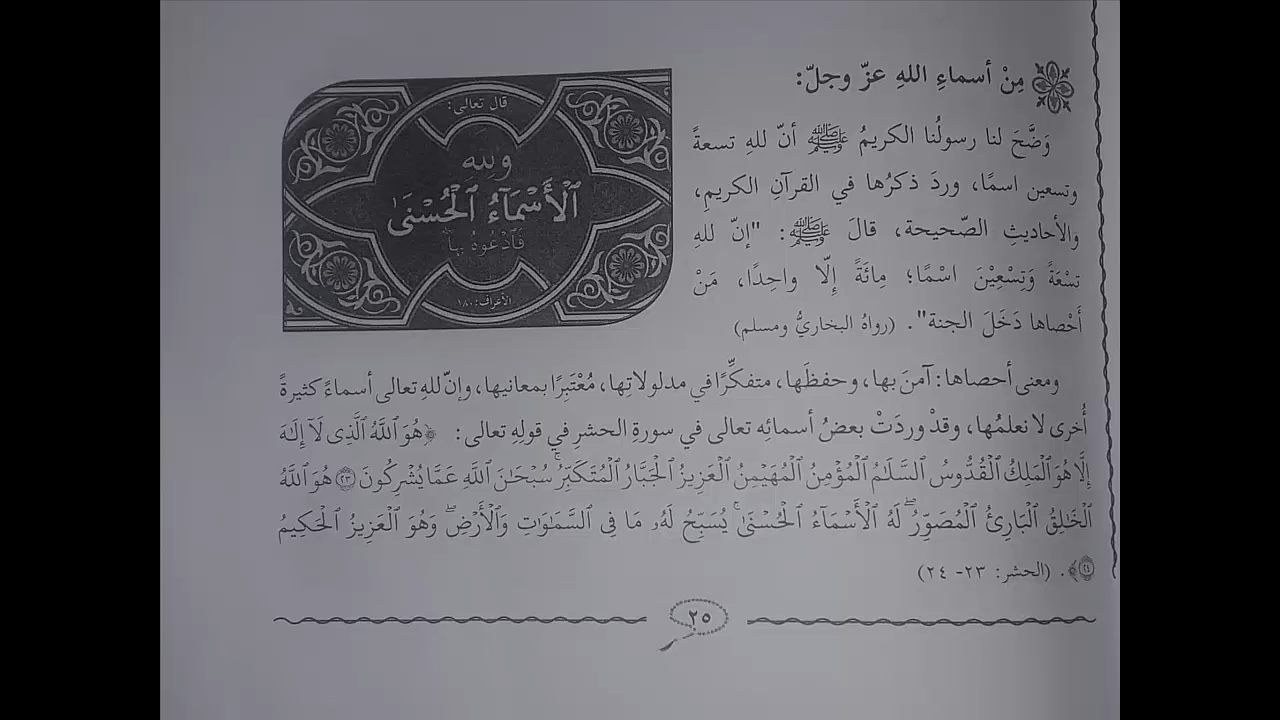 مِنْ أسماءِ اللهِ عزّ وجلّ:
وَضَّحَ لنا رسولُنا الكريمُ ﷺ أنّ للهِ تسعةً
وتسعين اسمًا، وردَ ذكرُها في القرآنِ الكريمِ،
والأحاديثِ الصّحيحة، قالَ ﷺ: "إنّ للهِ
تسْعَةً وَتِسْعِيْنَ اسْمًا؛ مِائَةً إِلّا واحِدًا، مَنْ
أحْصاها دَخَلَ الجنة". (رواهُ البخاريُّ ومسلم)
قال تعالى:
وَلِلَّهِ
ٱلْأَسْمَآءُ ٱلْحُسْنَىٰ
فَٱدْعُوهُ بِهَا
الأعراف: ١٨٠
ومعنى أحصاها: آمنَ بها، وحفظَها، متفكِّرًا في مدلولاتِها، مُعْتَبِرًا بمعانيها، وإنّ للهِ تعالى أسماءً كثيرةً
أُخرى لا نعلمُها، وقدْ وردَتْ بعضُ أسمائِه تعالى في سورةِ الحشرِ في قولِه تعالى: ﴿هُوَ ٱللَّهُ ٱلَّذِى لَآ إِلَٰهَ
إِلَّا هُوَ ٱلْمَلِكُ ٱلْقُدُّوسُ ٱلسَّلَٰمُ ٱلْمُؤْمِنُ ٱلْمُهَيْمِنُ ٱلْعَزِيزُ ٱلْجَبَّارُ ٱلْمُتَكَبِّرُ ۚ سُبْحَٰنَ ٱللَّهِ عَمَّا يُشْرِكُونَ ٢٣ هُوَ ٱللَّهُ
ٱلْخَٰلِقُ ٱلْبَارِئُ ٱلْمُصَوِّرُ ۖ لَهُ ٱلْأَسْمَآءُ ٱلْحُسْنَىٰ ۚ يُسَبِّحُ لَهُۥ مَا فِى ٱلسَّمَٰوَٰتِ وَٱلْأَرْضِ ۖ وَهُوَ ٱلْعَزِيزُ ٱلْحَكِيمُ
٢٤﴾. (الحشر: ٢٣- ٢٤)
٢٥